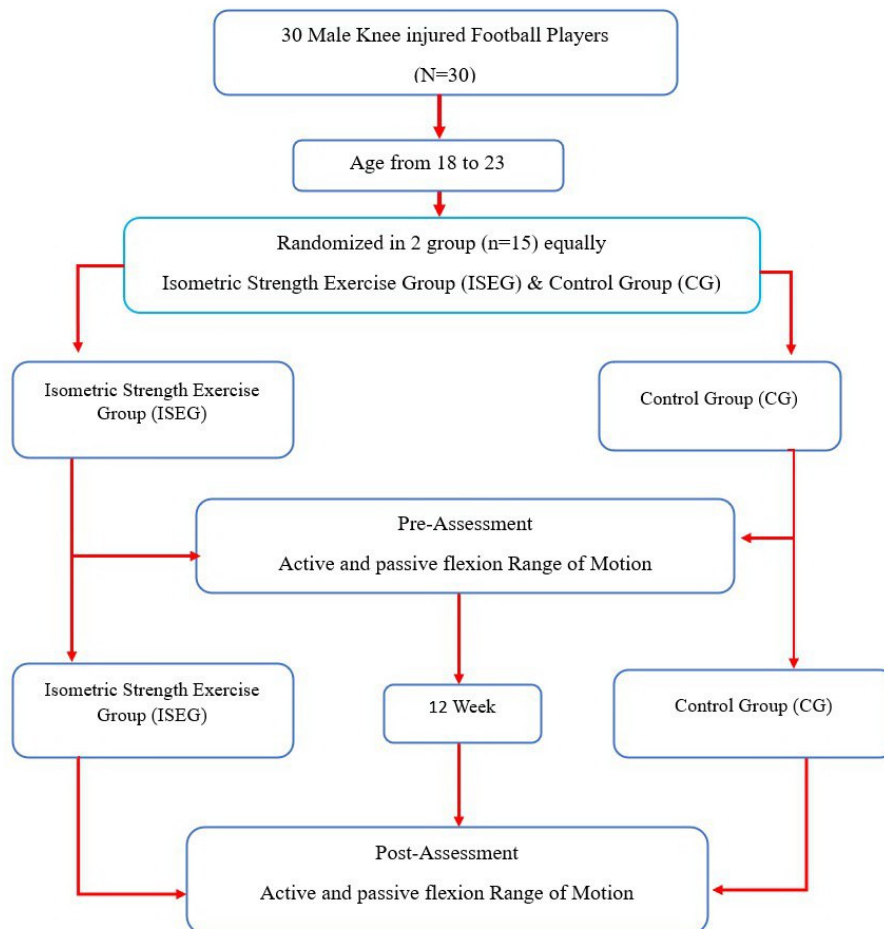 30 Male Knee injured Football Players
(N=30)
Age from 18 to 23
Randomized in 2 group (n=15) equally
Isometric Strength Exercise Group (ISEG) & Control Group (CG)
Isometric Strength Exercise
Group (ISEG)
Control Group (CG)
Pre-Assessment
Active and passive flexion Range of Motion
Isometric Strength Exercise
Group (ISEG)
12 Week
Control Group (CG)
Post-Assessment
Active and passive flexion Range of Motion